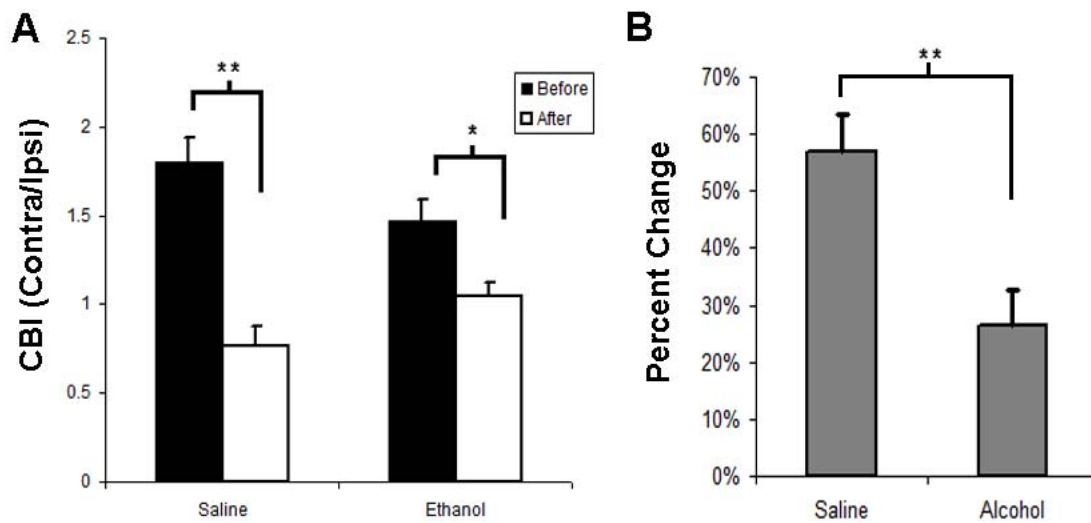 A
CBI (Contra/Ipsi)
2.5
2
1.5
1
0.5
0
**
*
Before
After
Saline
Ethanol
B
Percent Change
70%
60%
50%
40%
30%
20%
10%
0%
**
Saline
Alcohol